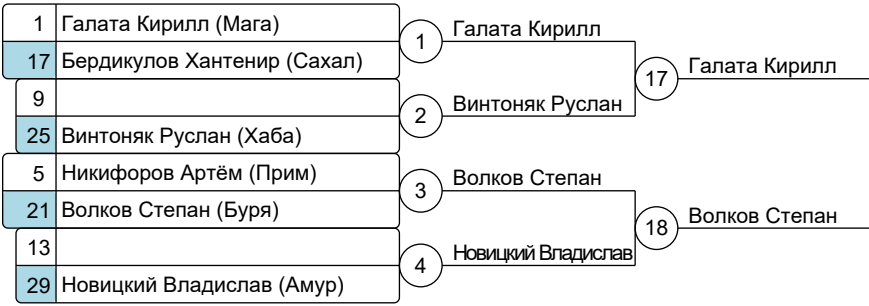 1 Галата Кирилл (Мага)
17 Бердикулов Хантенир (Сахал)
9
25 Винтоняк Руслан (Хаба)
5 Никифоров Артём (Прим)
21 Волков Степан (Буря)
13
29 Новицкий Владислав (Амур)
1 Галата Кирилл
2 Винтоняк Руслан
3 Волков Степан
4 Новицкий Владислав
17 Галата Кирилл
18 Волков Степан